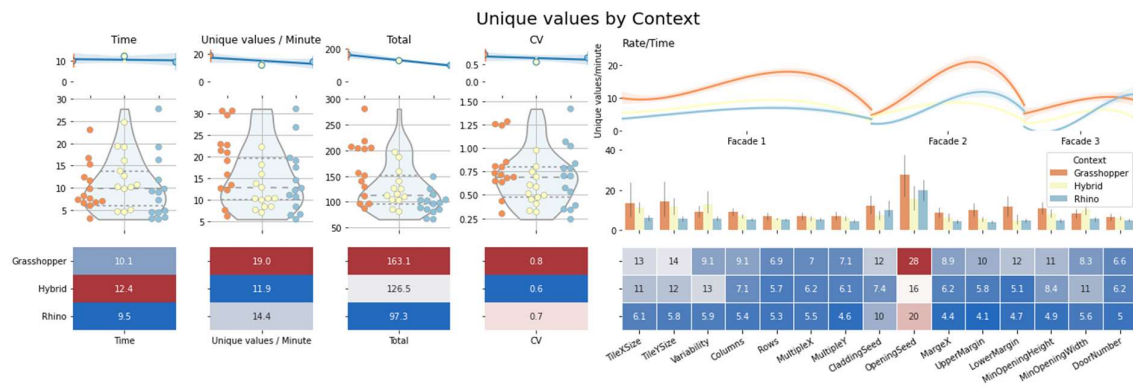 Unique values by Context
Time
Unique values / Minute
Total
CV
Rate/Time
10
0
20
0
200
0
0.5
0.0
Unique values/minute
20
10
0
Facade 1
Facade 2
Facade 3
30
25
20
15
10
5
30
25
20
15
10
5
300
250
200
150
100
50
1.50
1.25
1.00
0.75
0.50
0.25
40
20
0
Context
Grasshopper
Hybrid
Rhino
Grasshopper
10.1
19.0
163.1
0.8
13 14 9.1 9.1 6.9 7 7.1 12 28 8.9 10 12 11 8.3 6.6
Hybrid
12.4
11.9
126.5
0.6
11 12 13 7.1 5.7 6.2 6.1 7.4 16 6.2 5.8 5.1 8.4 11 6.2
Rhino
9.5
14.4
97.3
0.7
6.1 5.8 5.9 5.4 5.3 5.5 4.6 10 20 4.4 4.1 4.7 4.9 5.6 5
Time
Unique values / Minute
Total
CV
TileXSize
TileYSize
Variability
Columns
Rows
MultipleX
MultipleY
CladdingSeed
OpeningSeed
MargeX
UpperMargin
LowerMargin
MinOpeningHeight
MinOpeningWidth
DoorNumber